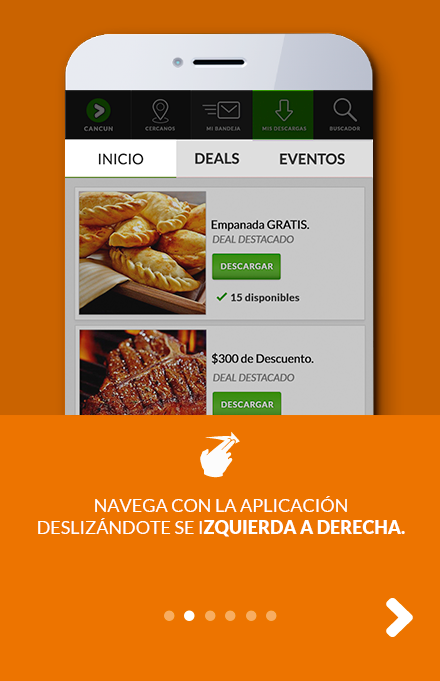 CANCUN
CERCANOS
MI BANDEJA
MIS DESCARGAS
BUSCADOR
INICIO
DEALS
EVENTOS
Empanada GRATIS.
DEAL DESTACADO
DESCARGAR
15 disponibles
$300 de Descuento.
DEAL DESTACADO
DESCARGAR
NAVEGA CON LA APLICACIÓN
DESLIZÁNDOTE SE IZQUIERDA A DERECHA.